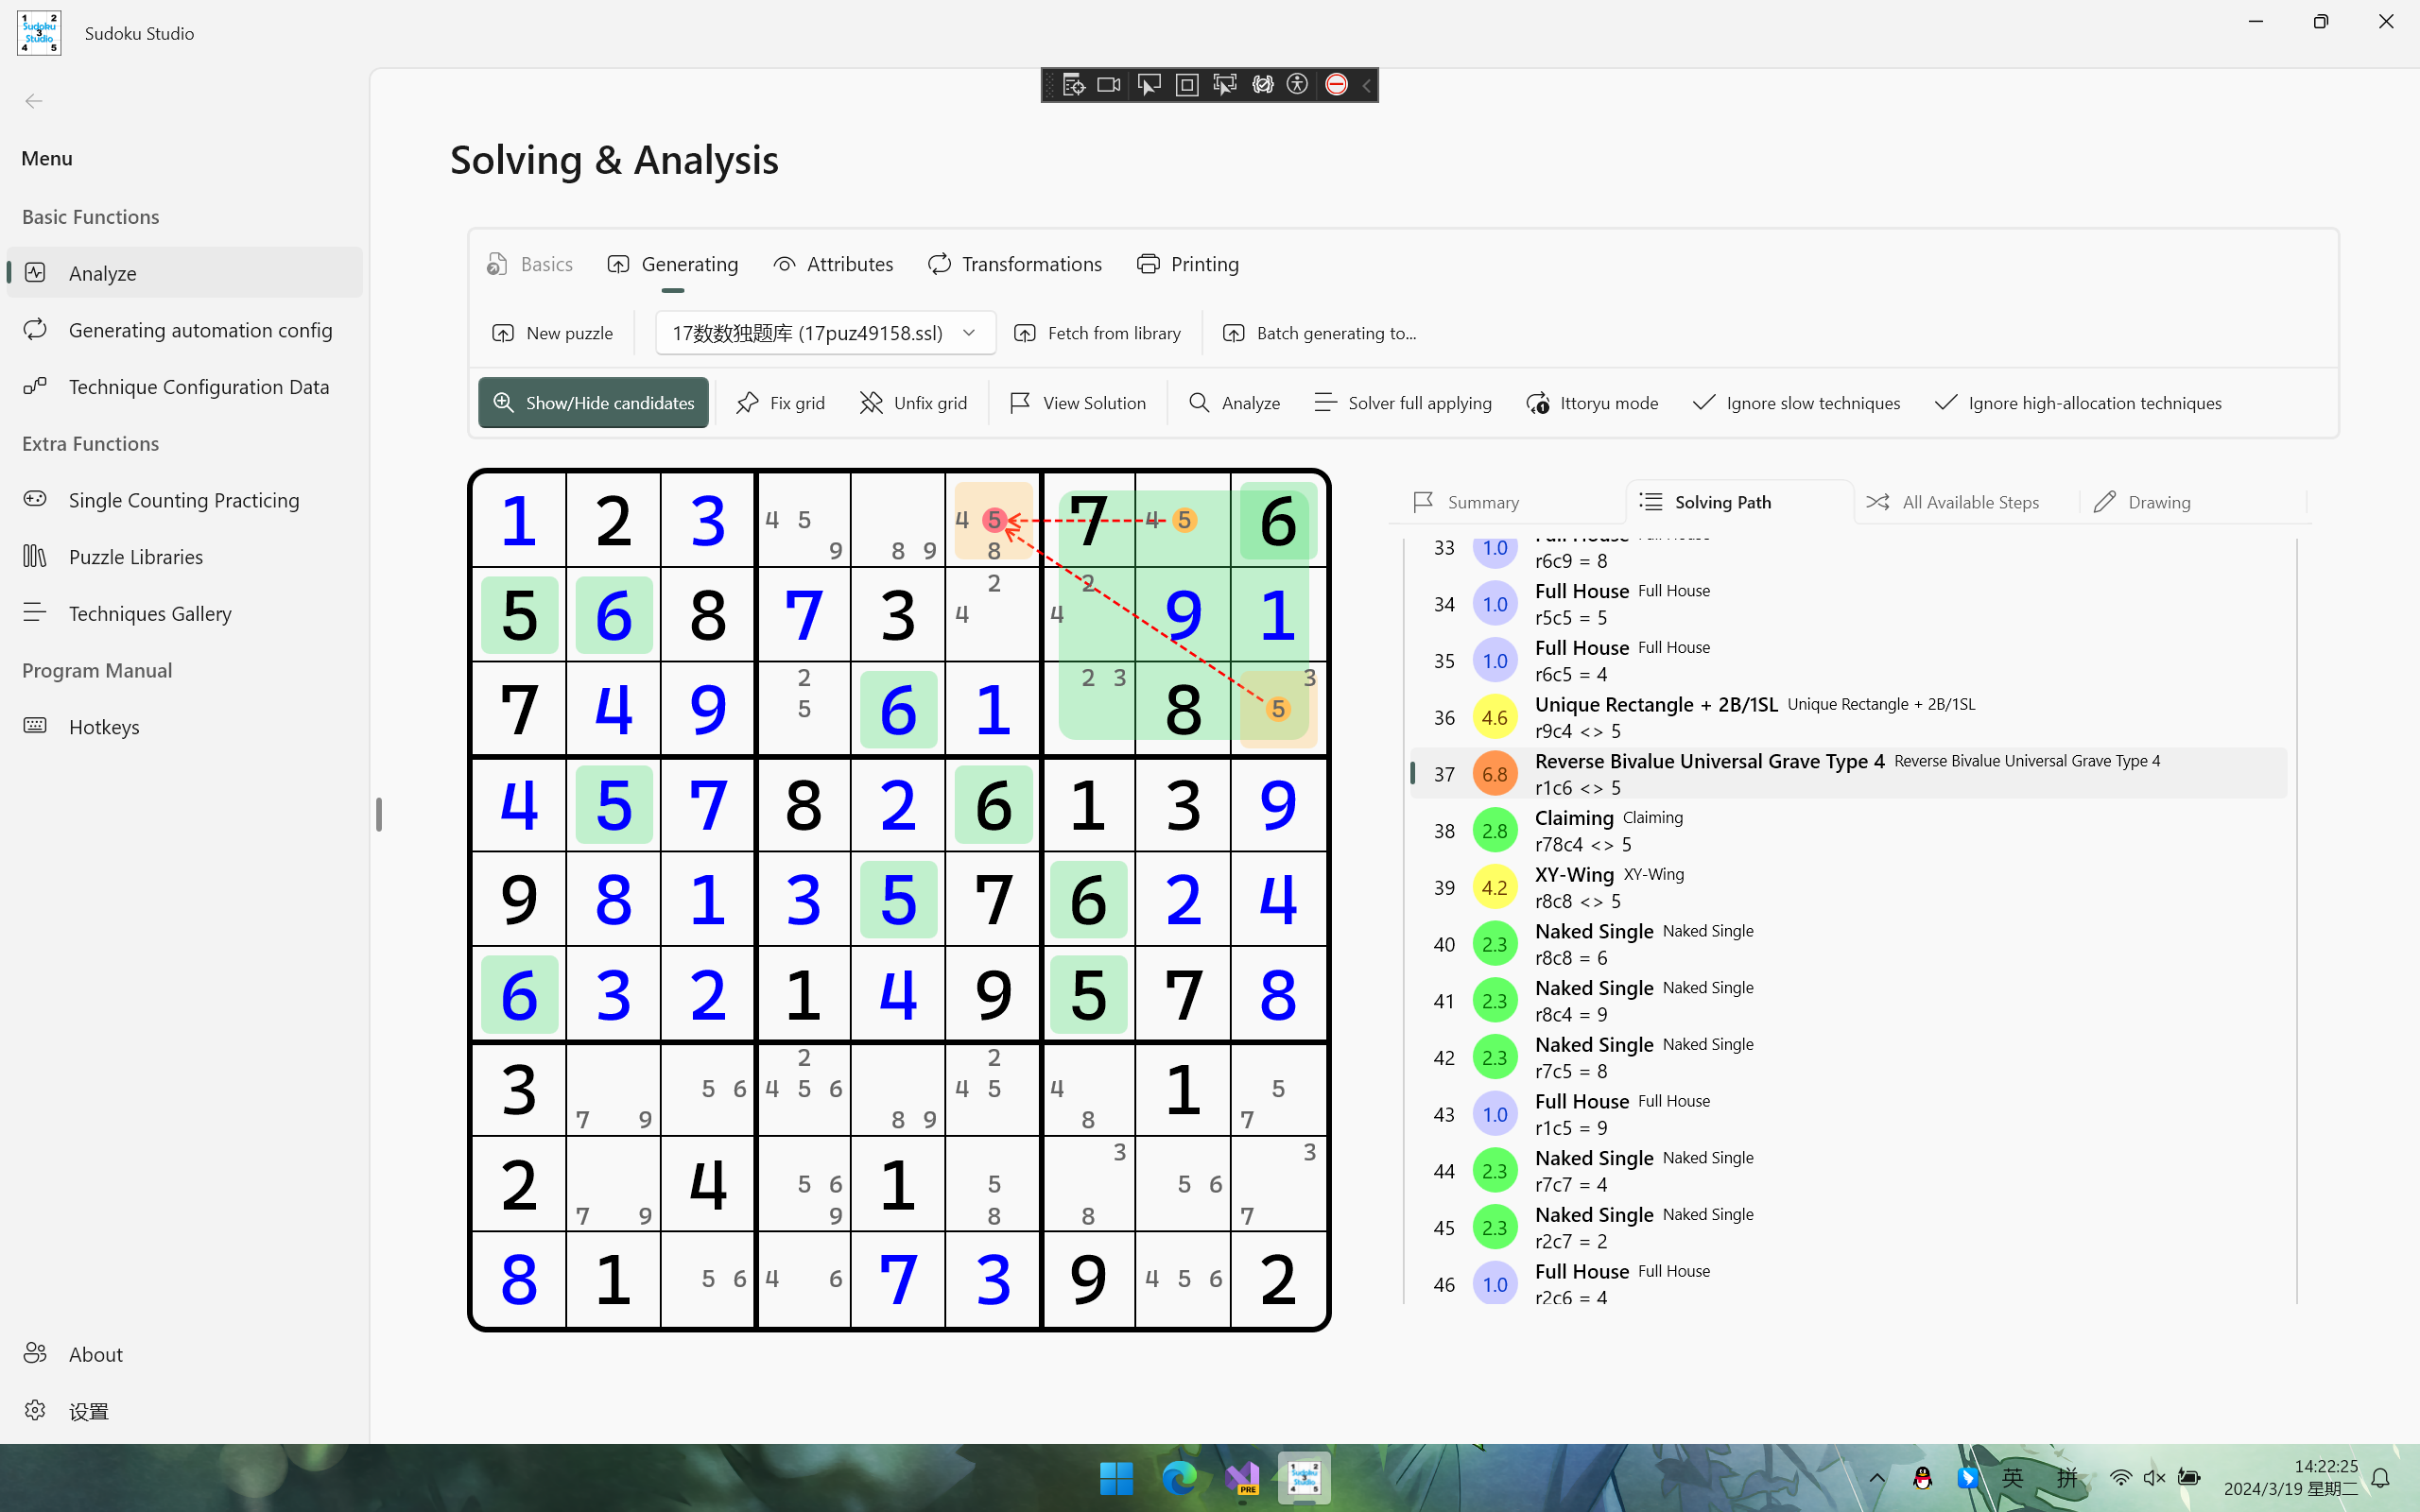 Sudoku Studio
Menu
Basic Functions
Analyze
Generating automation config
Technique Configuration Data
Extra Functions
Single Counting Practicing
Puzzle Libraries
Techniques Gallery
Program Manual
Hotkeys
About
设置
Solving & Analysis
Basics Generating Attributes Transformations Printing
New puzzle 17数数独题库 (17puz49158.ssl) Fetch from library Batch generating to...
Show/Hide candidates Fix grid Unfix grid View Solution Analyze Solver full applying Ittoryu mode Ignore slow techniques Ignore high-allocation techniques
1 2 3 4 5 9 8 9 4 5 8 7 4 5 6
5 6 8 7 3 2 4 2 4 9 1
7 4 9 2 5 6 1 2 3 8 3 5
4 5 7 8 2 6 1 3 9
9 8 1 3 5 7 6 2 4
6 3 2 1 4 9 5 7 8
3 7 9 5 6 2 4 5 6 8 9 2 4 5 4 8 1 5 7
2 7 9 4 5 6 9 1 5 8 3 8 5 6 3 7
8 1 5 6 4 6 7 3 9 4 5 6 2
Summary Solving Path All Available Steps Drawing
33 1.0 Full House Full House
r6c9 = 8
34 1.0 Full House Full House
r5c5 = 5
35 1.0 Full House Full House
r6c5 = 4
36 4.6 Unique Rectangle + 2B/1SL Unique Rectangle + 2B/1SL
r9c4 <> 5
37 6.8 Reverse Bivalue Universal Grave Type 4 Reverse Bivalue Universal Grave Type 4
r1c6 <> 5
38 2.8 Claiming Claiming
r78c4 <> 5
39 4.2 XY-Wing XY-Wing
r8c8 <> 5
40 2.3 Naked Single Naked Single
r8c8 = 6
41 2.3 Naked Single Naked Single
r8c4 = 9
42 2.3 Naked Single Naked Single
r7c5 = 8
43 1.0 Full House Full House
r1c5 = 9
44 2.3 Naked Single Naked Single
r7c7 = 4
45 2.3 Naked Single Naked Single
r2c7 = 2
46 1.0 Full House Full House
r2c6 = 4
PRE
英 拼
14:22:25
2024/3/19 星期二